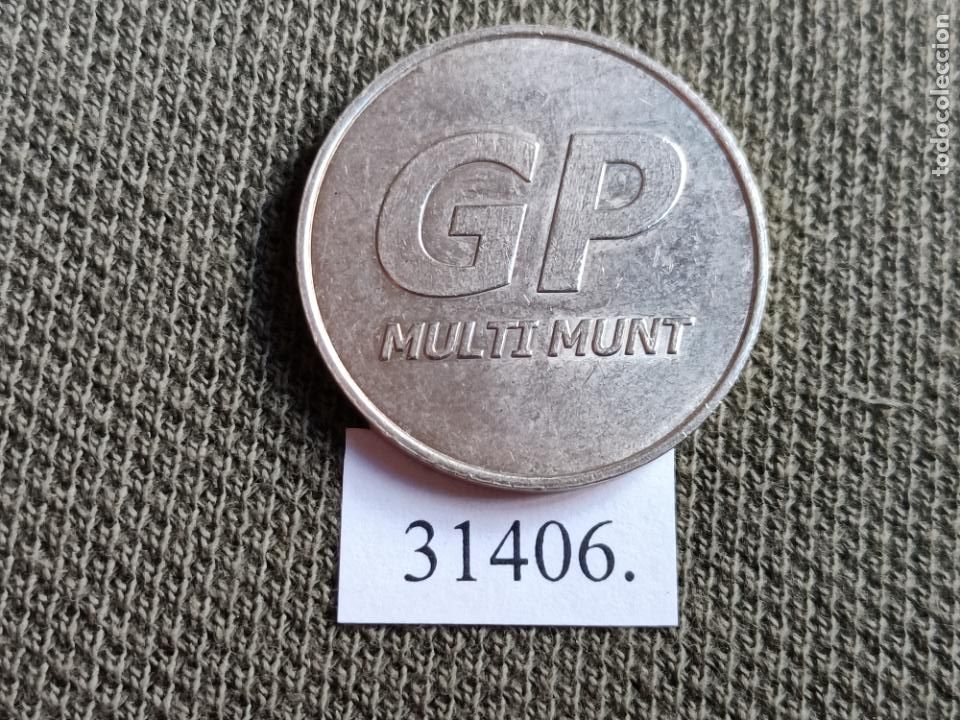 GP
MULTI MUNT
31406.
todocoleccion